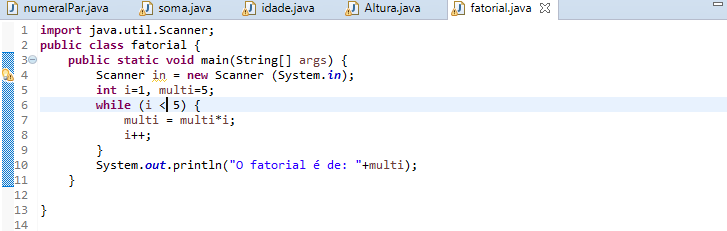 numeralPar.java soma.java idade.java Altura.java fatorial.java
1 import java.util.Scanner;
2 public class fatorial {
3 public static void main(String[] args) {
4 Scanner in = new Scanner (System.in);
5 int i=1, multi=5;
6 while (i < 5) {
7 multi = multi*i;
8 i++;
9 }
10 System.out.println("O fatorial é de: "+multi);
11 }
12
13 }
14